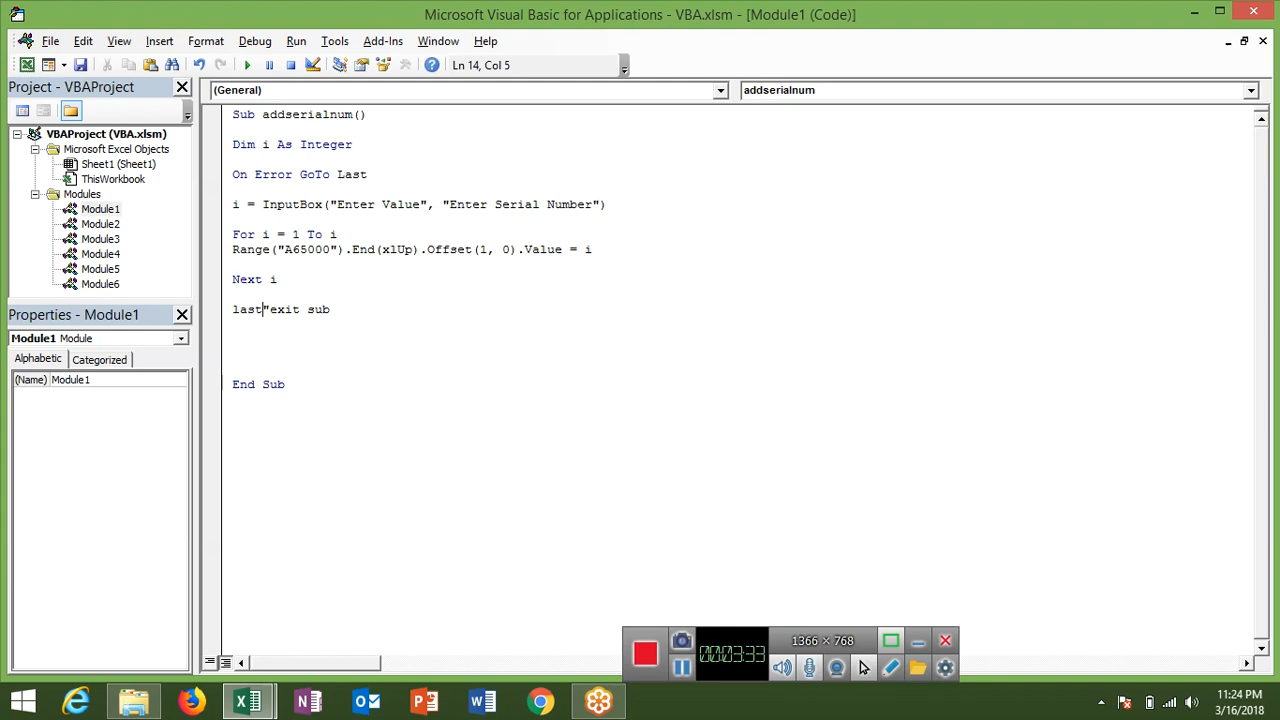 Microsoft Visual Basic for Applications - VBA.xlsm - [Module1 (Code)]
File Edit View Insert Format Debug Run Tools Add-Ins Window Help
Ln 14, Col 5
Project - VBAProject
(General)
addserialnum
VBAProject (VBA.xlsm)
Microsoft Excel Objects
Sheet1 (Sheet1)
ThisWorkbook
Modules
Module1
Module2
Module3
Module4
Module5
Module6
Properties - Module1
Module1 Module
Alphabetic Categorized
(Name) Module1
Sub addserialnum()
Dim i As Integer
On Error GoTo Last
i = InputBox("Enter Value", "Enter Serial Number")
For i = 1 To i
Range("A65000").End(xlUp).Offset(1, 0).Value = i
Next i
last"exit sub
End Sub
00:03:33
1366 × 768
11:24 PM
3/16/2018